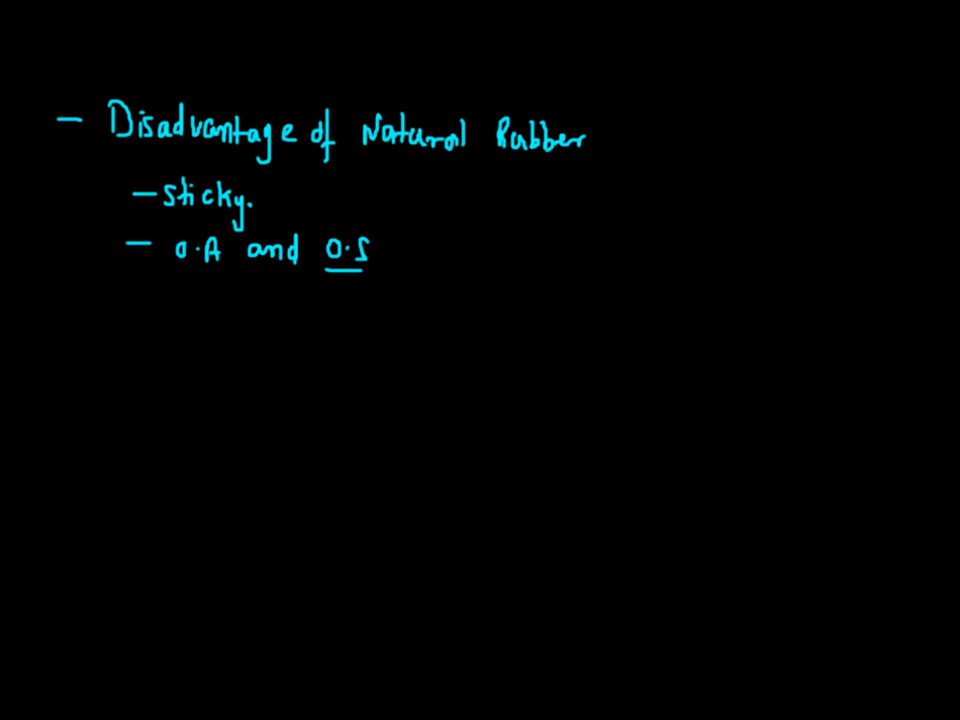 - Disadvantage of Natural Rubber
- sticky.
- O.A and O.S